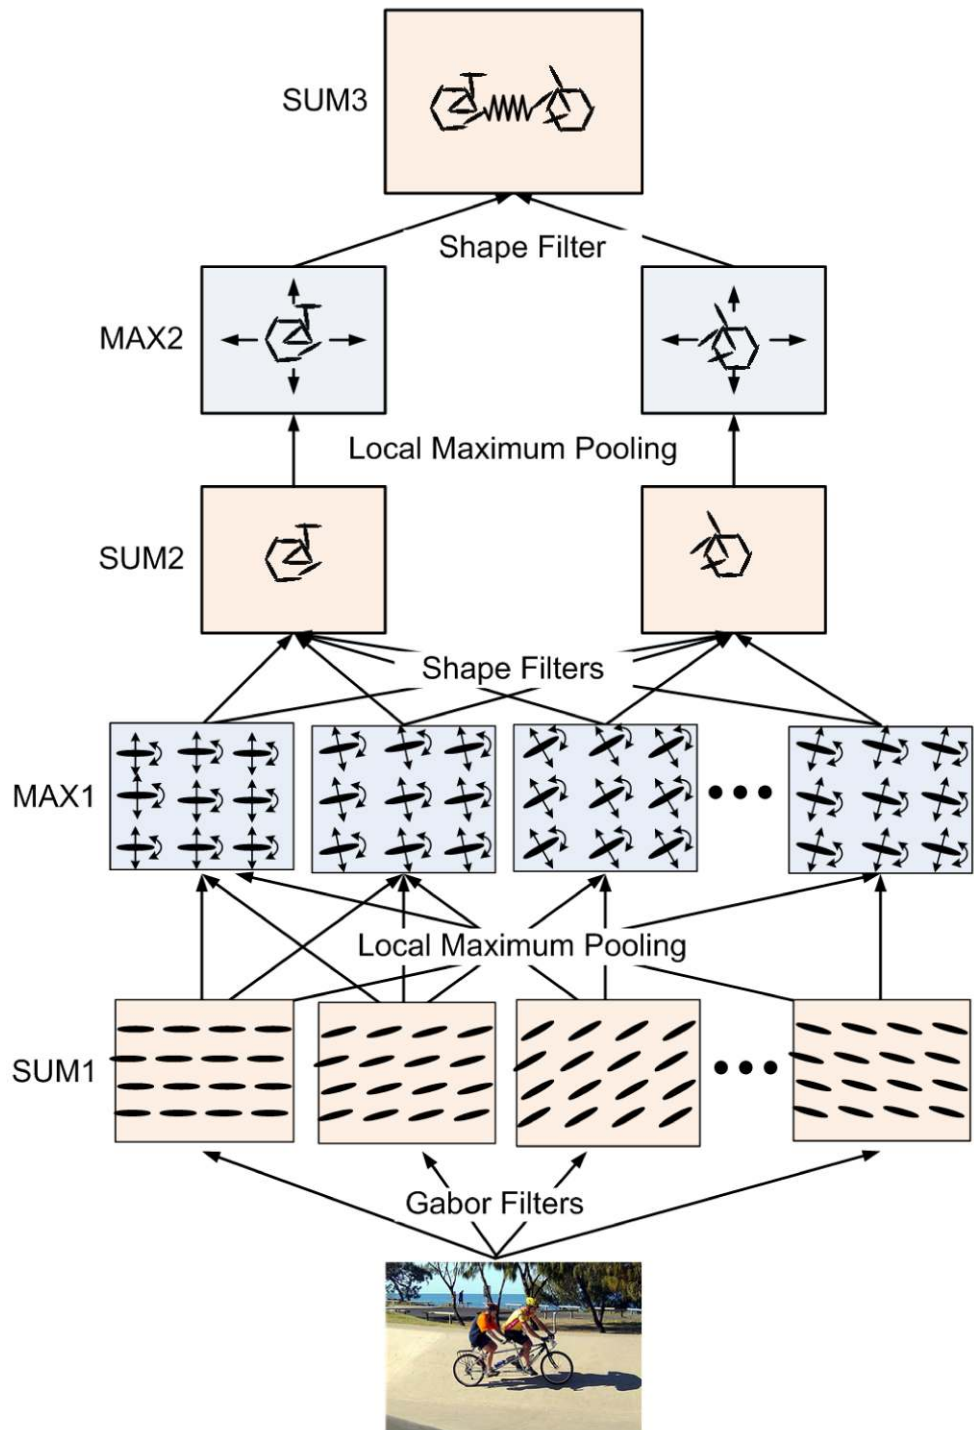 SUM3
Shape Filter
MAX2
Local Maximum Pooling
SUM2
Shape Filters
MAX1
Local Maximum Pooling
SUM1
Gabor Filters